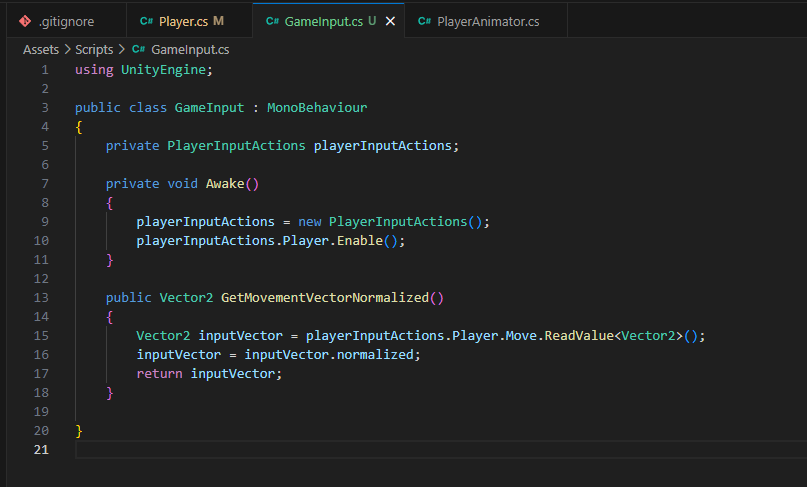 .gitignore
C# Player.cs M
C# GameInput.cs U
C# PlayerAnimator.cs
Assets > Scripts > C# GameInput.cs
1 using UnityEngine;
2
3 public class GameInput : MonoBehaviour
4 {
5     private PlayerInputActions playerInputActions;
6
7     private void Awake()
8     {
9         playerInputActions = new PlayerInputActions();
10         playerInputActions.Player.Enable();
11     }
12
13     public Vector2 GetMovementVectorNormalized()
14     {
15         Vector2 inputVector = playerInputActions.Player.Move.ReadValue<Vector2>();
16         inputVector = inputVector.normalized;
17         return inputVector;
18     }
19
20 }
21